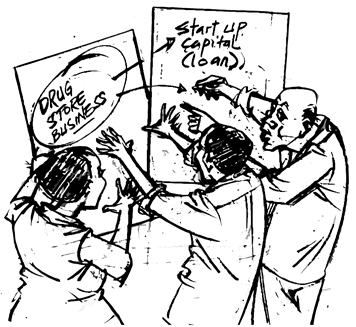 DRUG
STORE
BUSINESS
Start up
capital
(loan)